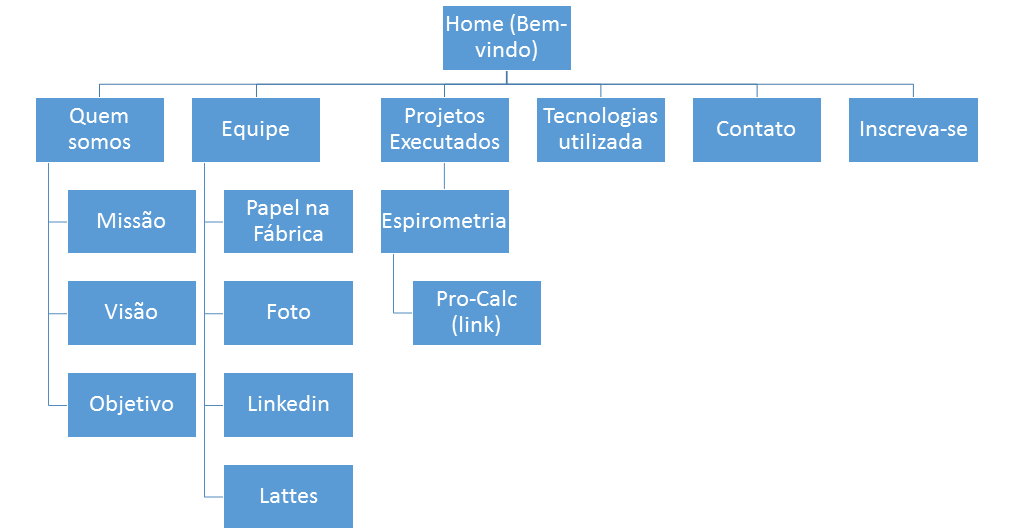 Home (Bem-
vindo)
Quem
somos
Equipe
Projetos
Executados
Tecnologias
utilizada
Contato
Inscreva-se
Missão
Visão
Objetivo
Papel na
Fábrica
Foto
Linkedin
Lattes
Espirometria
Pro-Calc
(link)